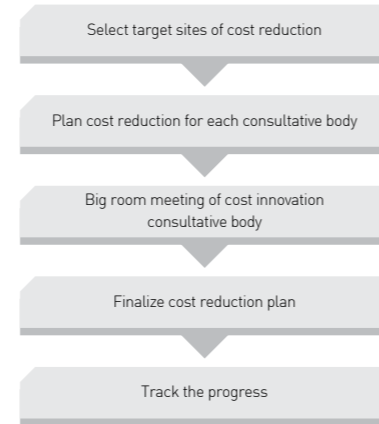 Select target sites of cost reduction
Plan cost reduction for each consultative body
Big room meeting of cost innovation
consultative body
Finalize cost reduction plan
Track the progress